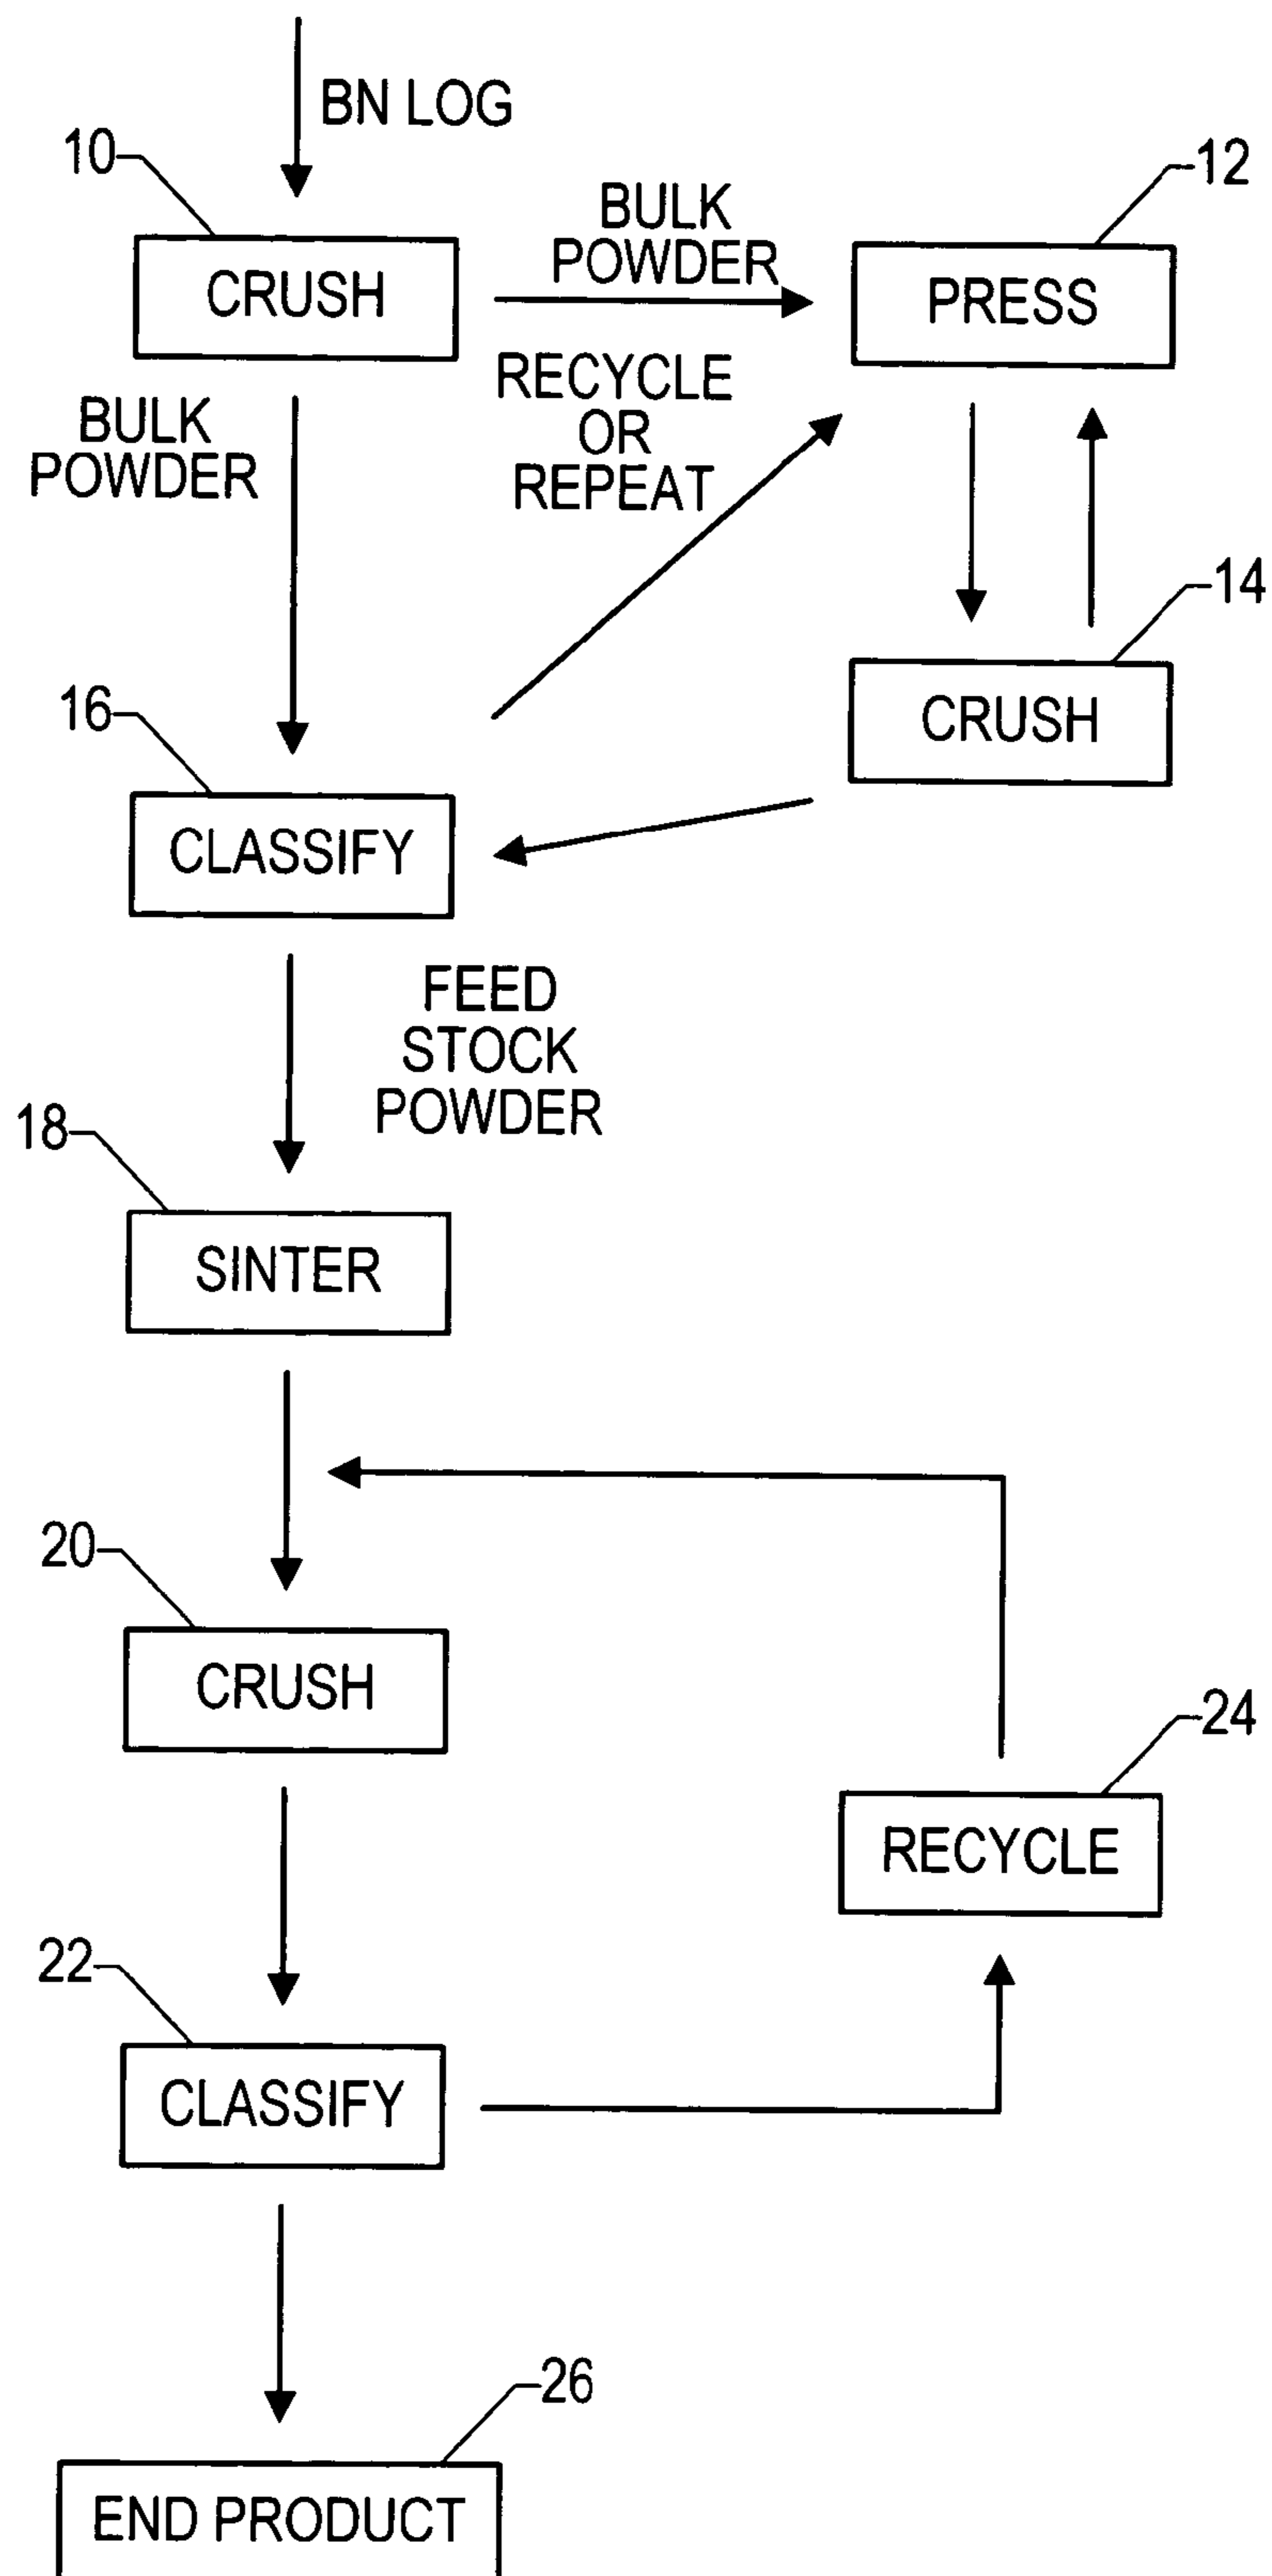 BN LOG
10
12
CRUSH
BULK
POWDER
PRESS
RECYCLE
OR
REPEAT
BULK
POWDER
14
CRUSH
16
CLASSIFY
FEED
STOCK
POWDER
18
SINTER
20
CRUSH
24
RECYCLE
22
CLASSIFY
26
END PRODUCT